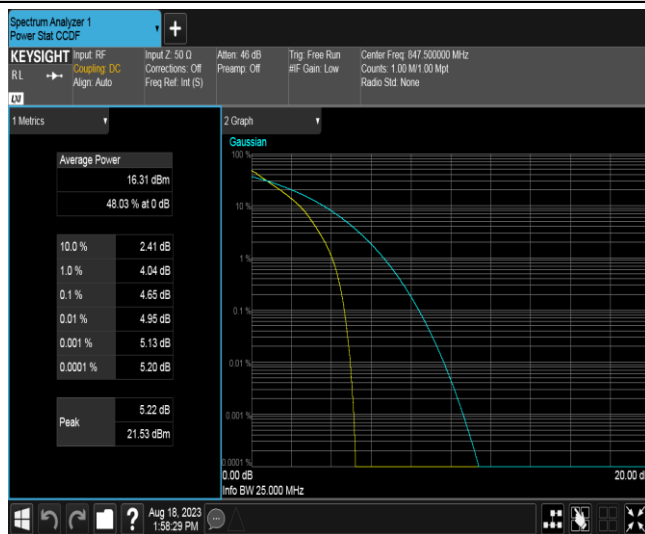 Spectrum Analyzer 1
Power Stat CCDF
+
KEYSIGHT
RL
LXI
Input: RF
Coupling: DC
Align: Auto
Input Z: 50 Ω
Corrections: Off
Freq Ref: Int (S)
Atten: 46 dB
Preamp: Off
Trig: Free Run
#IF Gain: Low
Center Freq: 847.500000 MHz
Counts: 1.00 M/1.00 Mpt
Radio Std: None
1 Metrics
Average Power
16.31 dBm
48.03 % at 0 dB
10.0 % 2.41 dB
1.0 % 4.04 dB
0.1 % 4.65 dB
0.01 % 4.95 dB
0.001 % 5.13 dB
0.0001 % 5.20 dB
Peak
5.22 dB
21.53 dBm
2 Graph
Gaussian
100 %
10 %
1 %
0.1 %
0.01 %
0.001 %
0.0001 %
0.00 dB
20.00 d
Info BW 25.000 MHz
?
Aug 18, 2023
1:58:29 PM